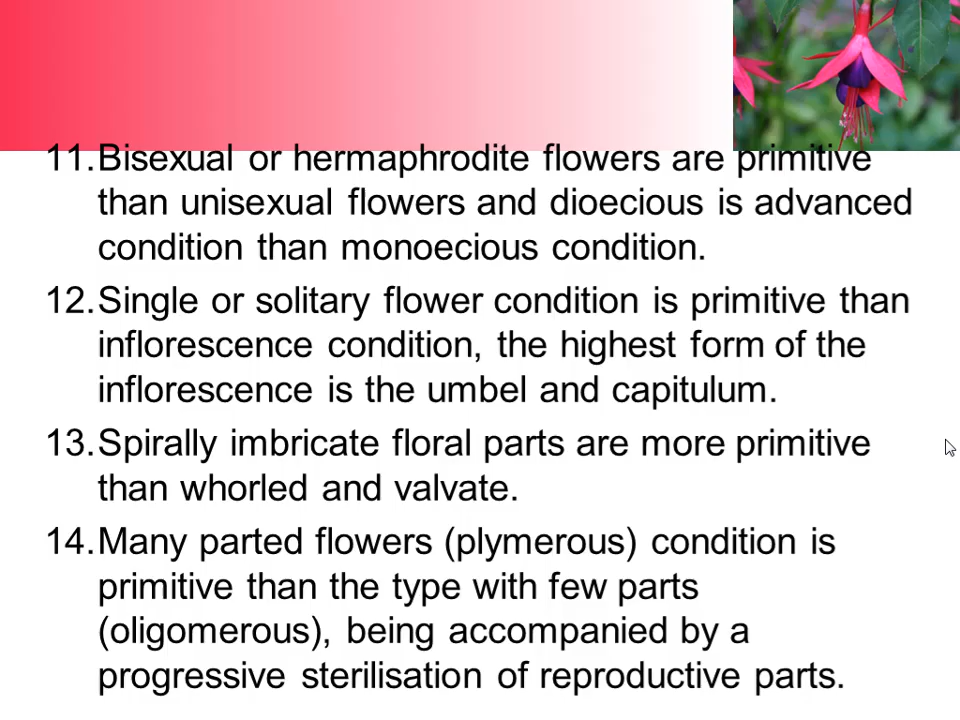 11.Bisexual or hermaphrodite flowers are primitive
than unisexual flowers and dioecious is advanced
condition than monoecious condition.
12.Single or solitary flower condition is primitive than
inflorescence condition, the highest form of the
inflorescence is the umbel and capitulum.
13.Spirally imbricate floral parts are more primitive
than whorled and valvate.
14.Many parted flowers (plymerous) condition is
primitive than the type with few parts
(oligomerous), being accompanied by a
progressive sterilisation of reproductive parts.